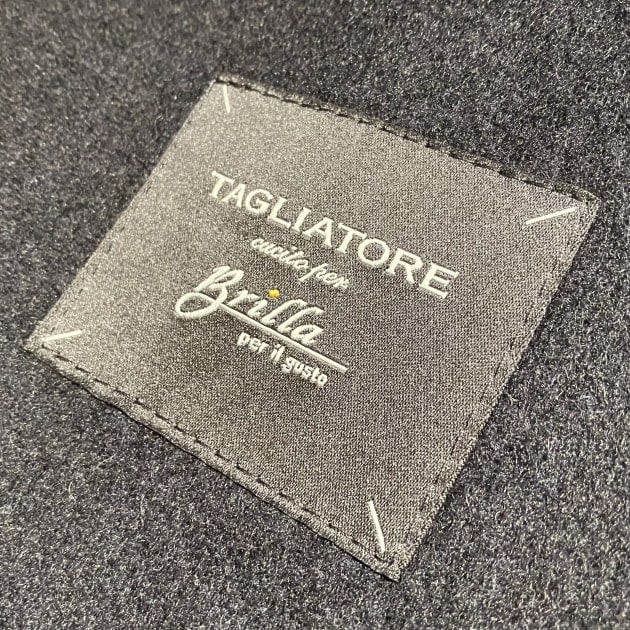 TAGLIATORE
cucito per
Brilla
per il gusto